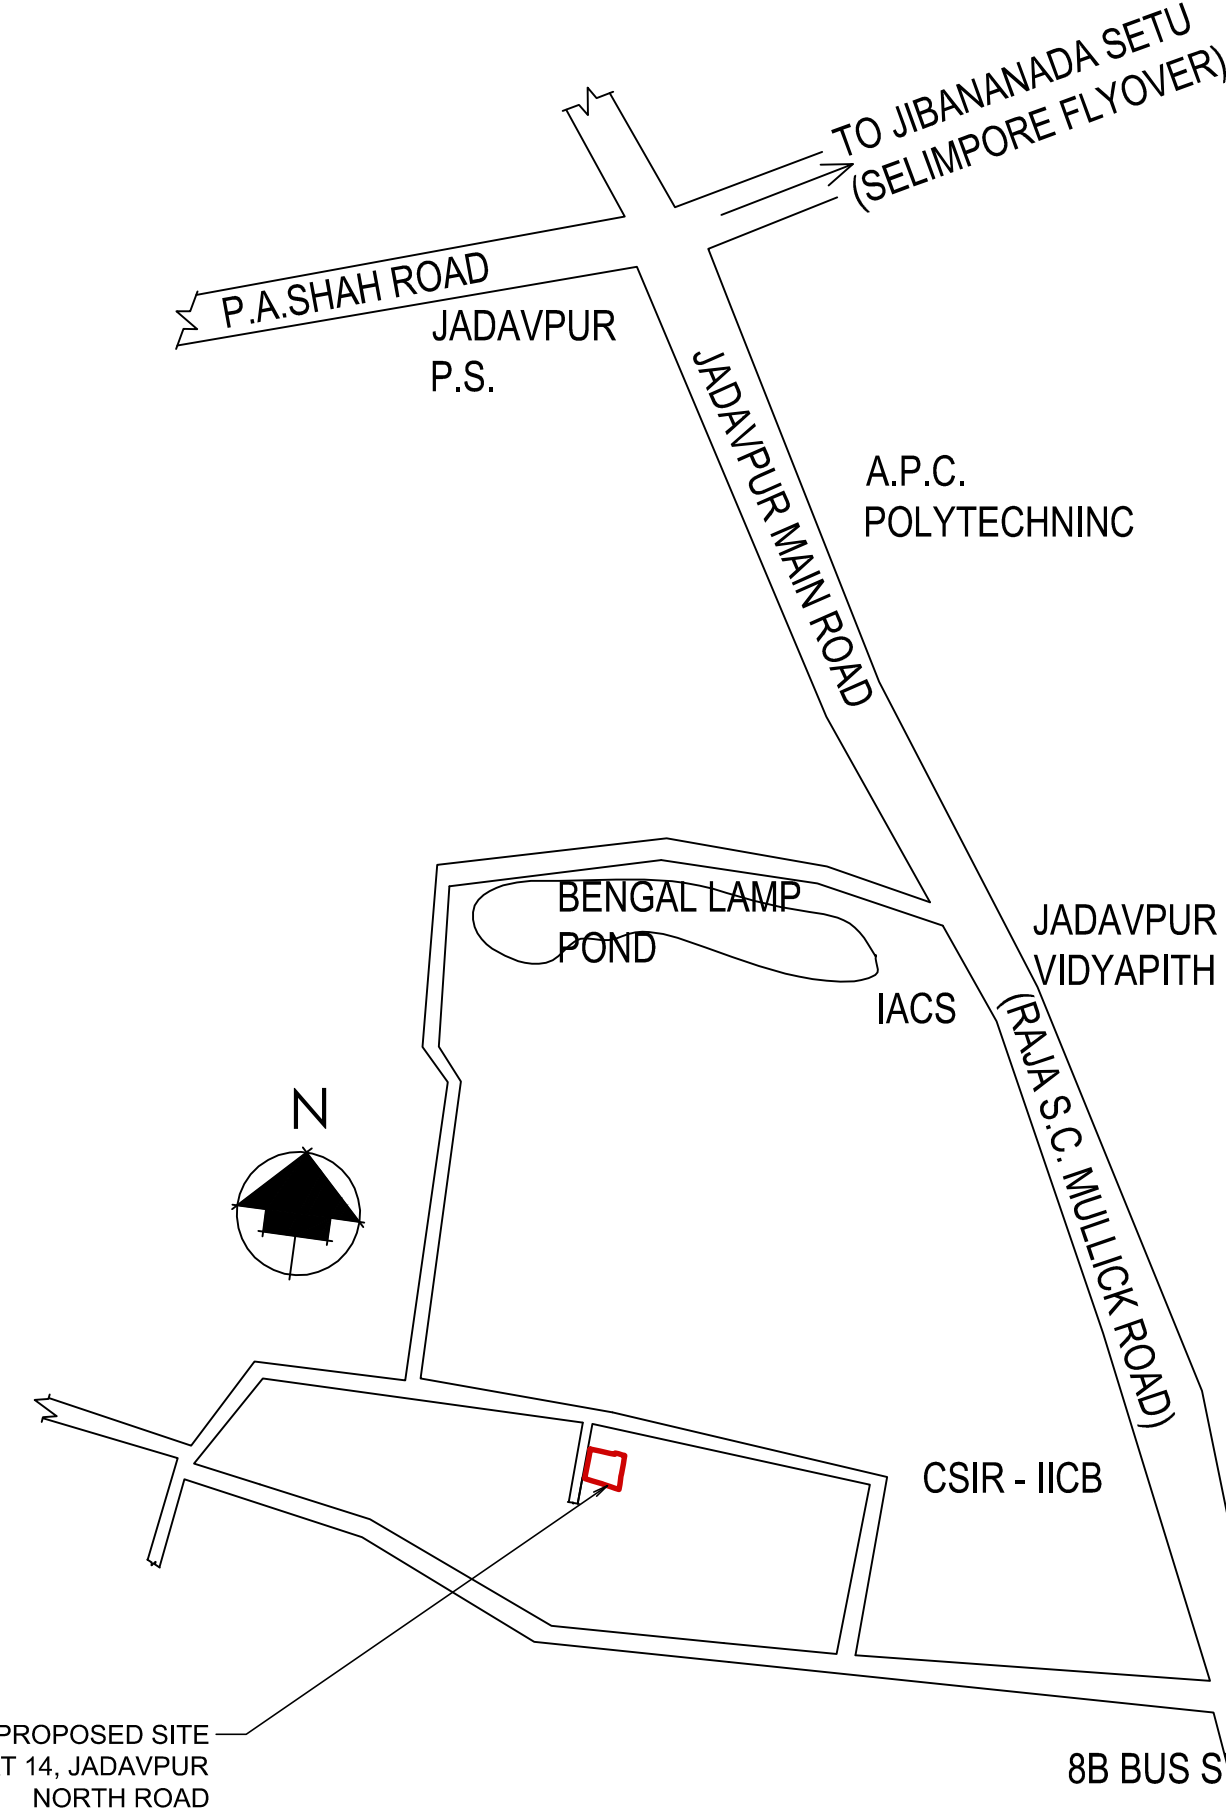 TO JIBANANADA SETU
(SELIMPORE FLYOVER)
P.A.SHAH ROAD
JADAVPUR
P.S.
JADAVPUR MAIN ROAD
A.P.C.
POLYTECHNINC
BENGAL LAMP
POND
JADAVPUR
VIDYAPITH
IACS
(RAJA S.C. MULLICK ROAD)
N
CSIR - IICB
PROPOSED SITE
14, JADAVPUR
NORTH ROAD
8B BUS